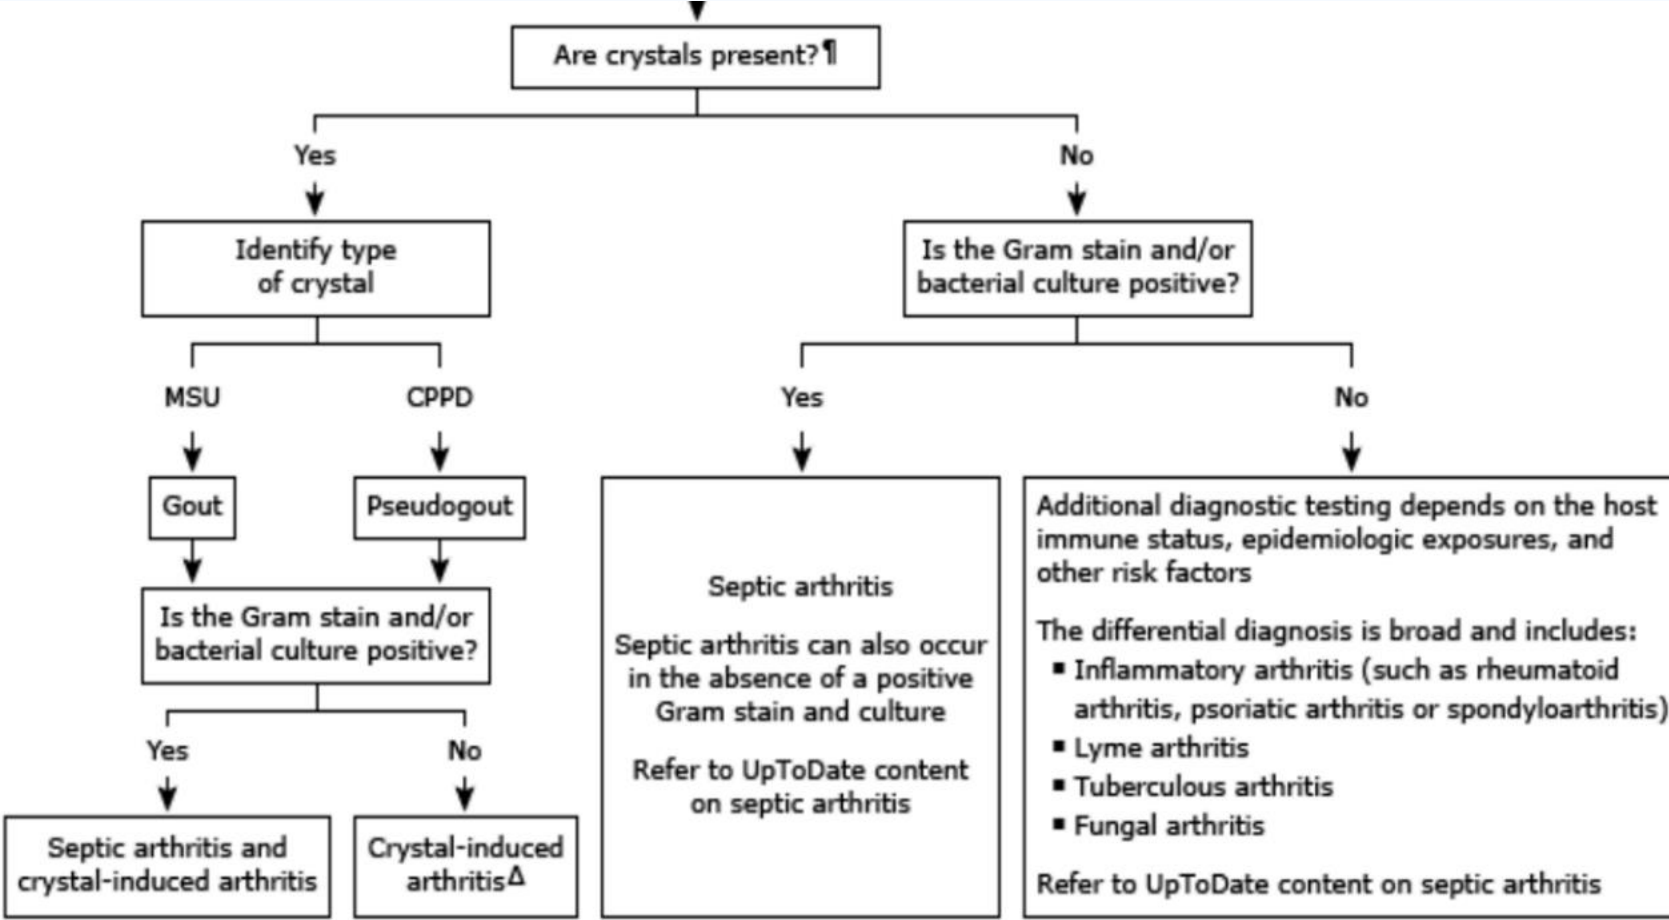 Are crystals present?¶
Yes
No
Identify type
of crystal
Is the Gram stain and/or
bacterial culture positive?
MSU
CPPD
Yes
No
Gout
Pseudogout
Is the Gram stain and/or
bacterial culture positive?
Yes
No
Septic arthritis and
crystal-induced arthritis
Crystal-induced
arthritisΔ
Septic arthritis
Septic arthritis can also occur
in the absence of a positive
Gram stain and culture
Refer to UpToDate content
on septic arthritis
Additional diagnostic testing depends on the host
immune status, epidemiologic exposures, and
other risk factors
The differential diagnosis is broad and includes:
▪ Inflammatory arthritis (such as rheumatoid
arthritis, psoriatic arthritis or spondyloarthritis)
▪ Lyme arthritis
▪ Tuberculous arthritis
▪ Fungal arthritis
Refer to UpToDate content on septic arthritis